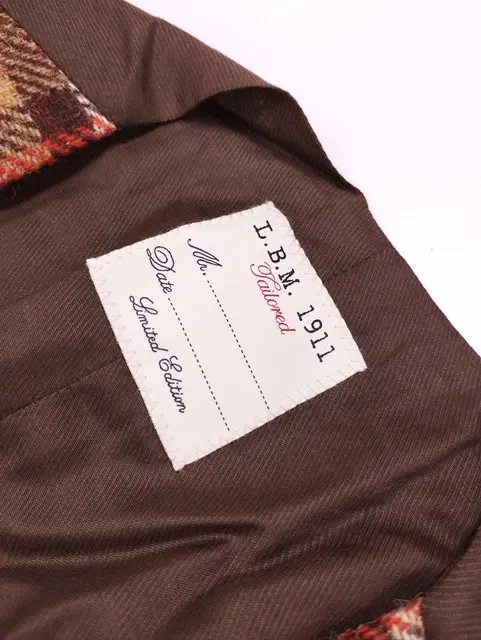 L.B.M. 1911
Tailored
Mr. ....................
Date ....................
Limited Edition